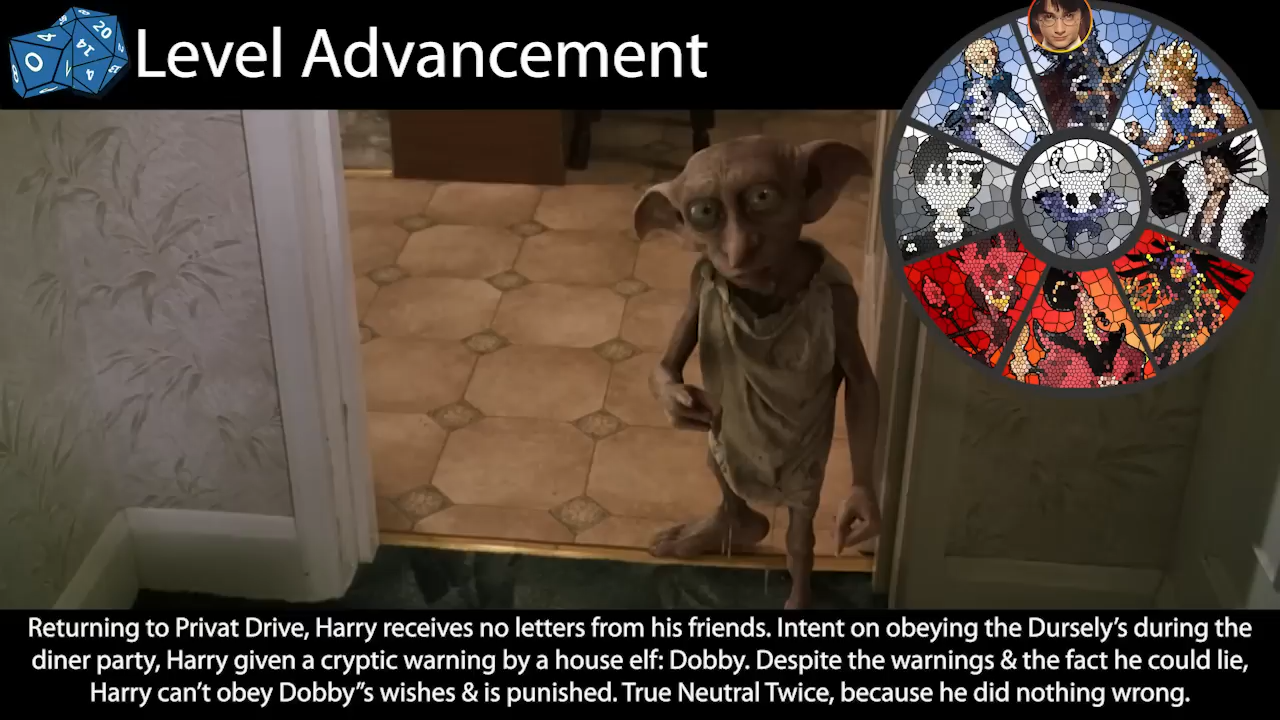 Level Advancement
Returning to Privat Drive, Harry receives no letters from his friends. Intent on obeying the Dursely's during the
diner party, Harry given a cryptic warning by a house elf: Dobby. Despite the warnings & the fact he could lie,
Harry can't obey Dobby"s wishes & is punished. True Neutral Twice, because he did nothing wrong.